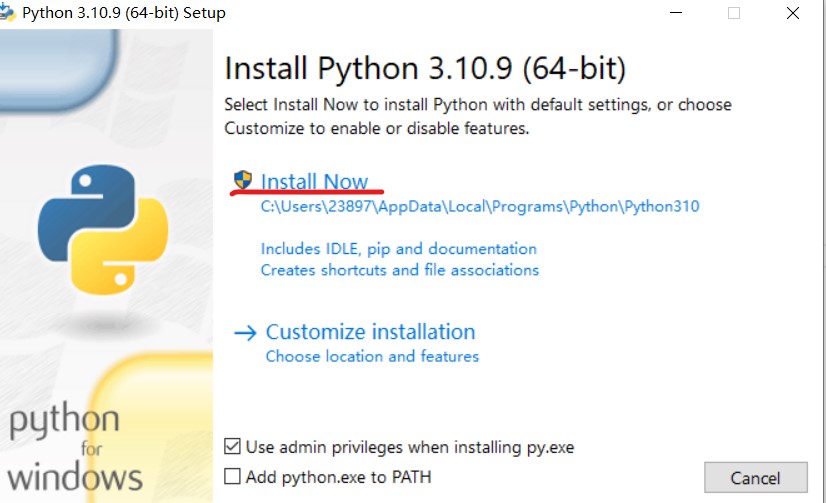 Python 3.10.9 (64-bit) Setup
Install Python 3.10.9 (64-bit)
Select Install Now to install Python with default settings, or choose
Customize to enable or disable features.
Install Now
C:\Users\23897\AppData\Local\Programs\Python\Python310
Includes IDLE, pip and documentation
Creates shortcuts and file associations
Customize installation
Choose location and features
python
for
windows
Use admin privileges when installing py.exe
Add python.exe to PATH
Cancel